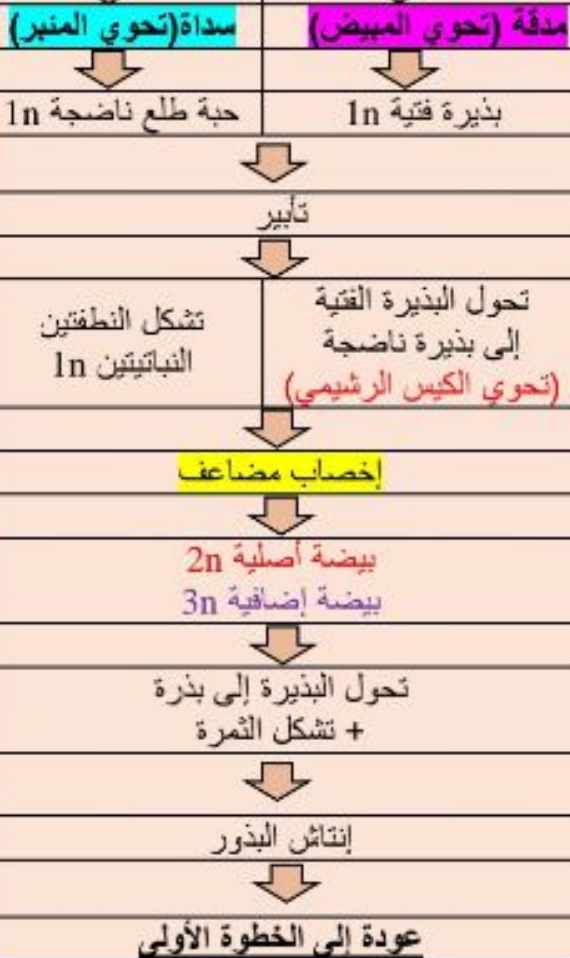 مدقة (تحوي المبيض)
سداة(تحوي المنبر)
بذيرة فتية 1n
حبة طلع ناضجة 1n
تأبير
تحول البذيرة الفتية
إلى بذيرة ناضجة
(تحوي الكيس الرشيمي)
تشكل النطفتين
النباتيتين 1n
إخصاب مضاعف
بيضة أصلية 2n
بيضة إضافية 3n
تحول البذيرة إلى بذرة
+ تشكل الثمرة
إنتاش البذور
عودة إلى الخطوة الأولى